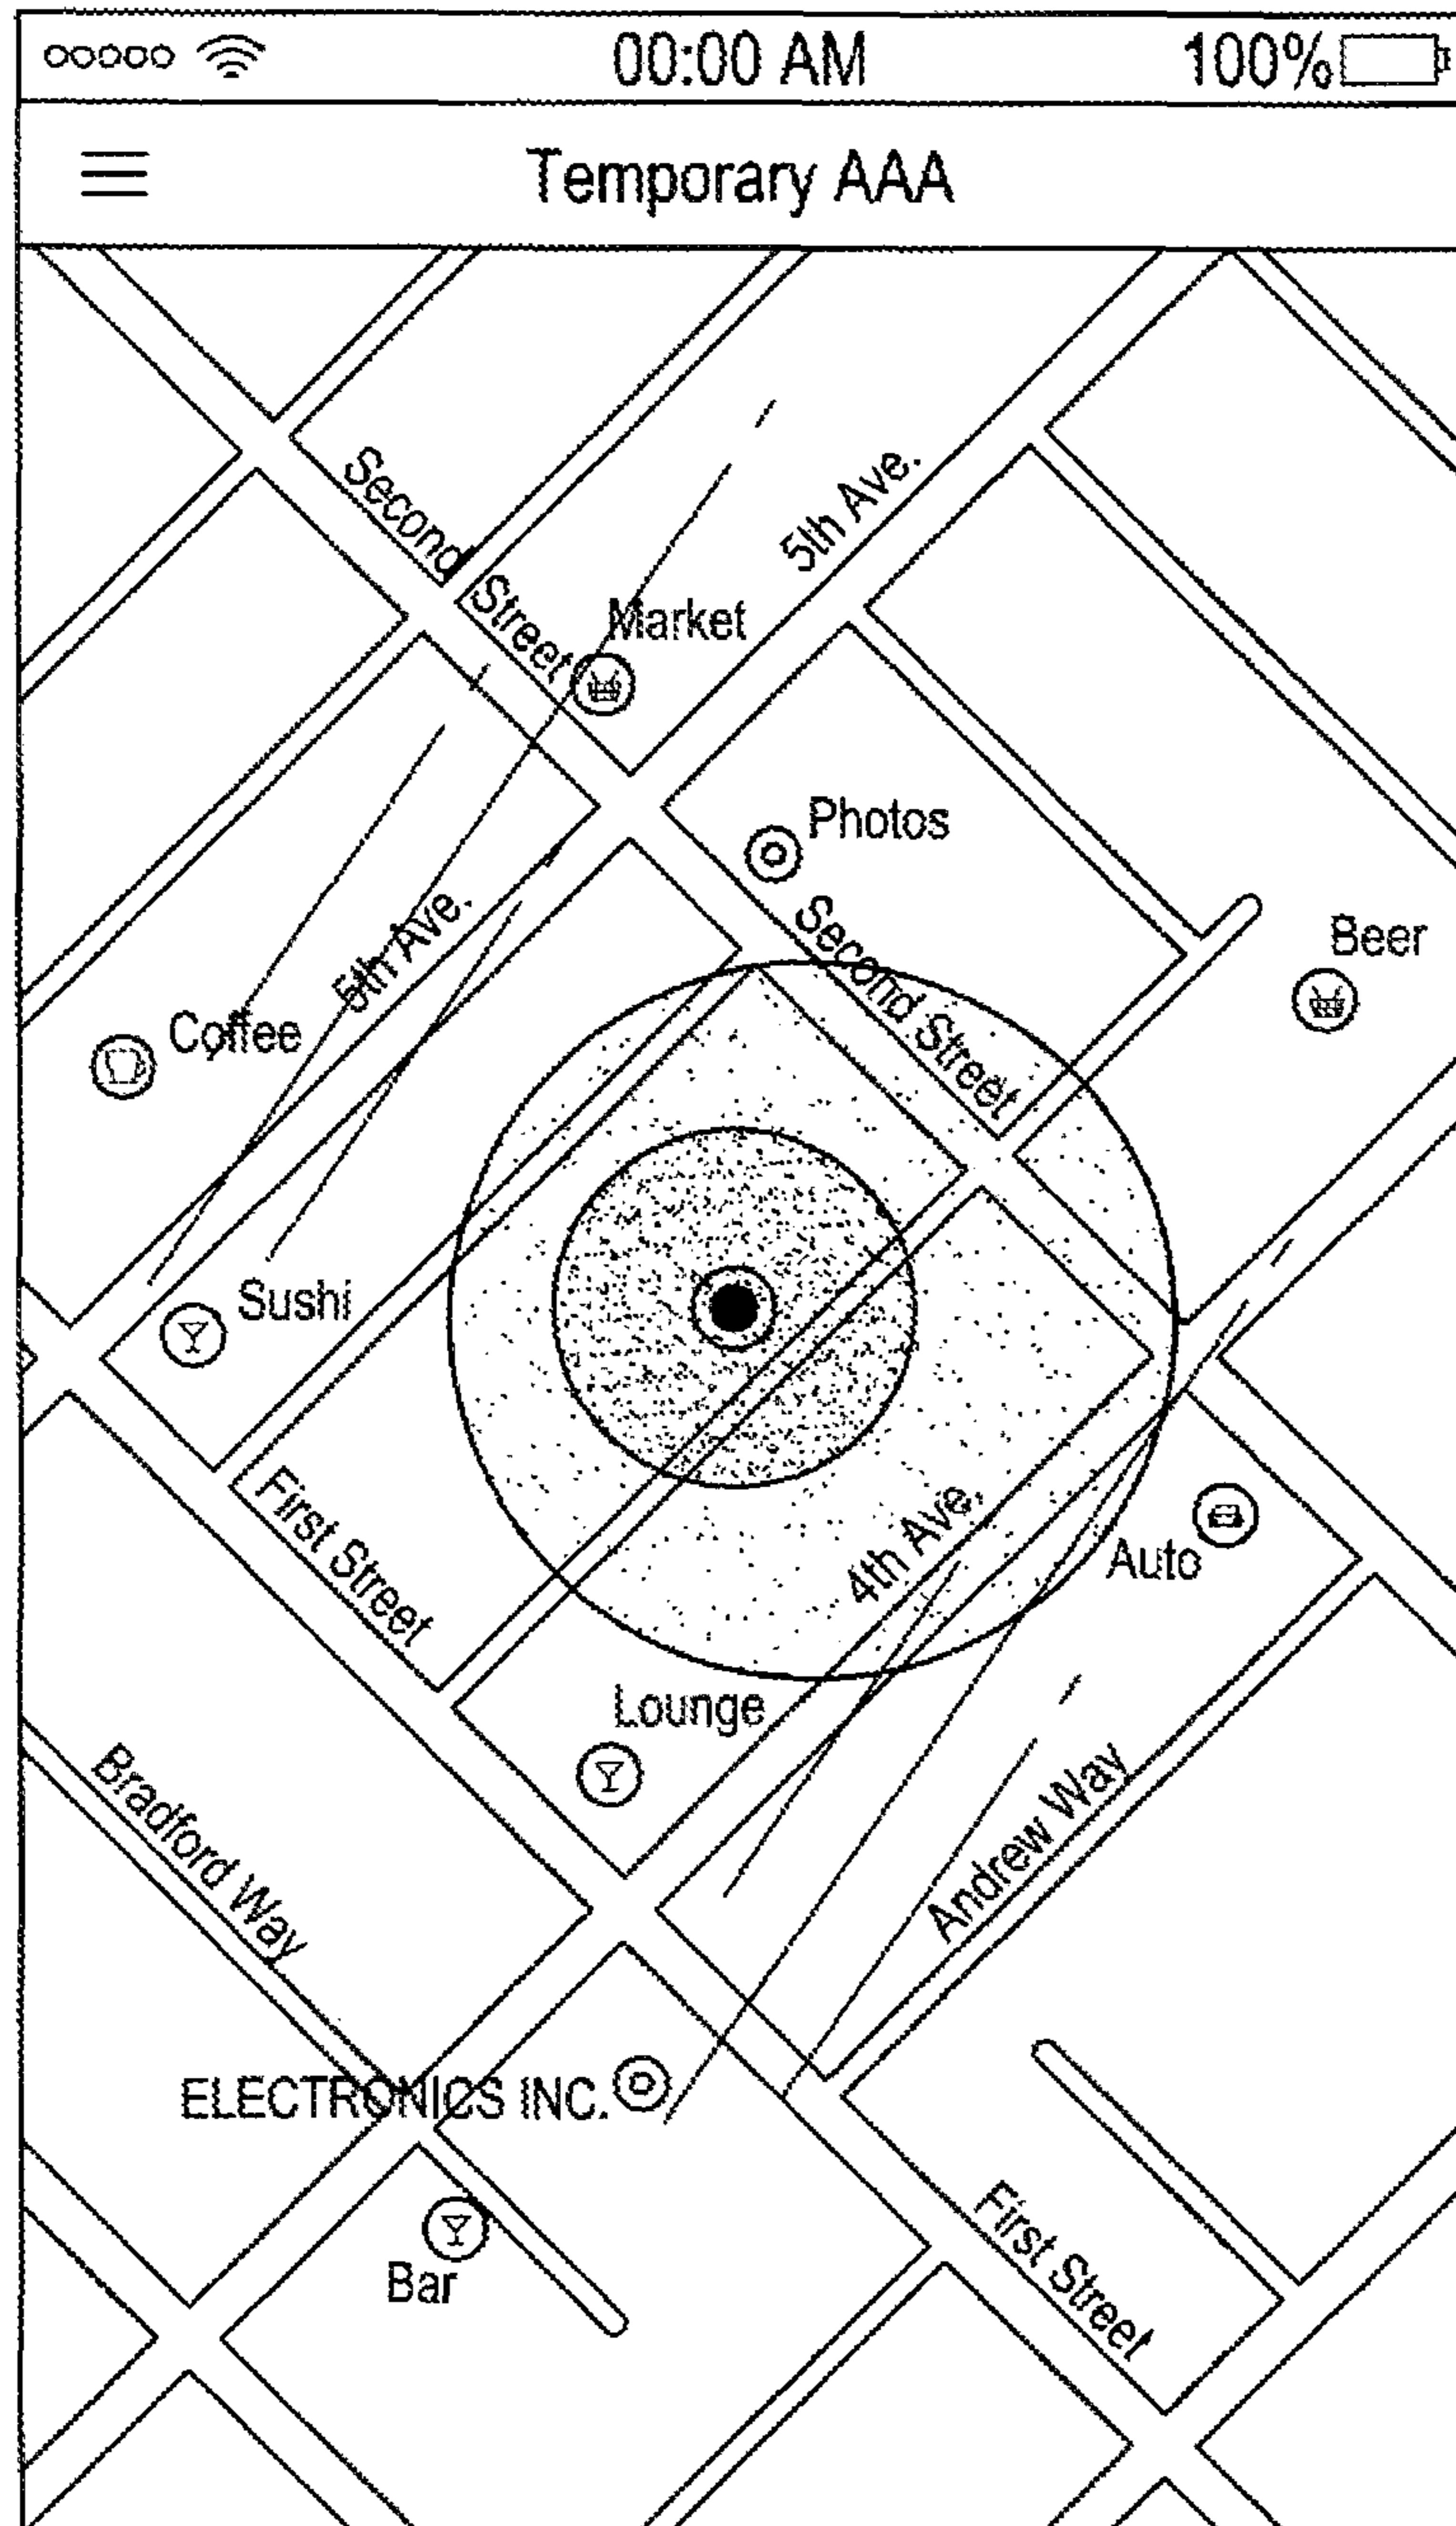 00:00 AM
100%
Temporary AAA
Second Street
5th Ave.
Market
Photos
Second Street
Beer
5th Ave.
Coffee
Sushi
First Street
4th Ave.
Auto
Lounge
Bradford Way
Andrew Way
ELECTRONICS INC.
Bar
First Street